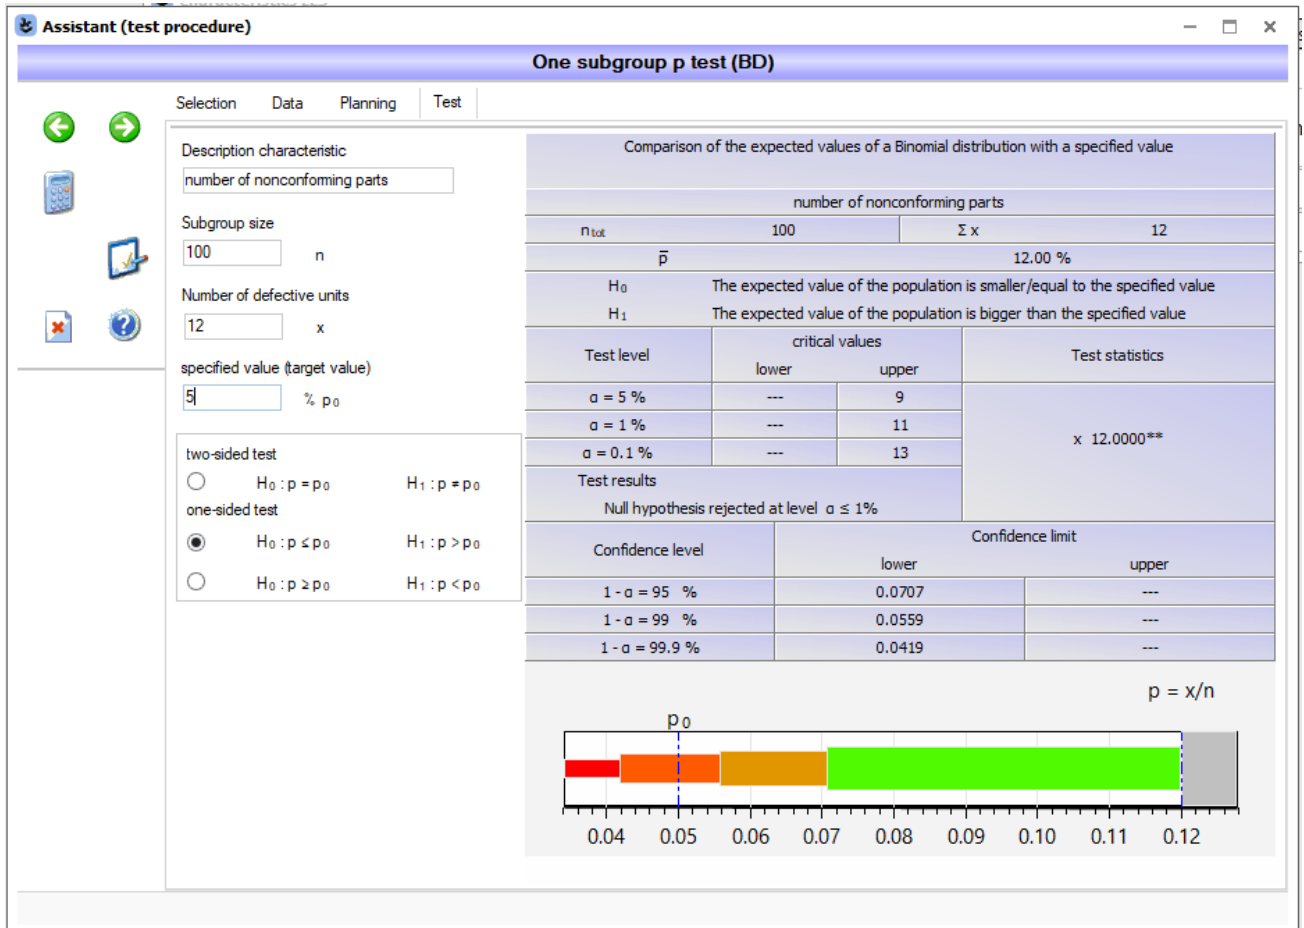 Assistant (test procedure)
One subgroup p test (BD)
Selection Data Planning Test
Description characteristic
number of nonconforming parts
Subgroup size
100 n
Number of defective units
12 x
specified value (target value)
5 % p₀
two-sided test
H₀ : p = p₀ H₁ : p ≠ p₀
one-sided test
H₀ : p ≤ p₀ H₁ : p > p₀
H₀ : p ≥ p₀ H₁ : p < p₀
Comparison of the expected values of a Binomial distribution with a specified value
number of nonconforming parts
n tot 100 Σ x 12
p̅ 12.00 %
H₀ The expected value of the population is smaller/equal to the specified value
H₁ The expected value of the population is bigger than the specified value
Test level critical values Test statistics
lower upper
α = 5 % --- 9
α = 1 % --- 11
α = 0.1 % --- 13
x 12.0000**
Test results
Null hypothesis rejected at level α ≤ 1%
Confidence level Confidence limit
lower upper
1 - α = 95 % 0.0707 ---
1 - α = 99 % 0.0559 ---
1 - α = 99.9 % 0.0419 ---
p = x/n
p₀
0.04 0.05 0.06 0.07 0.08 0.09 0.10 0.11 0.12